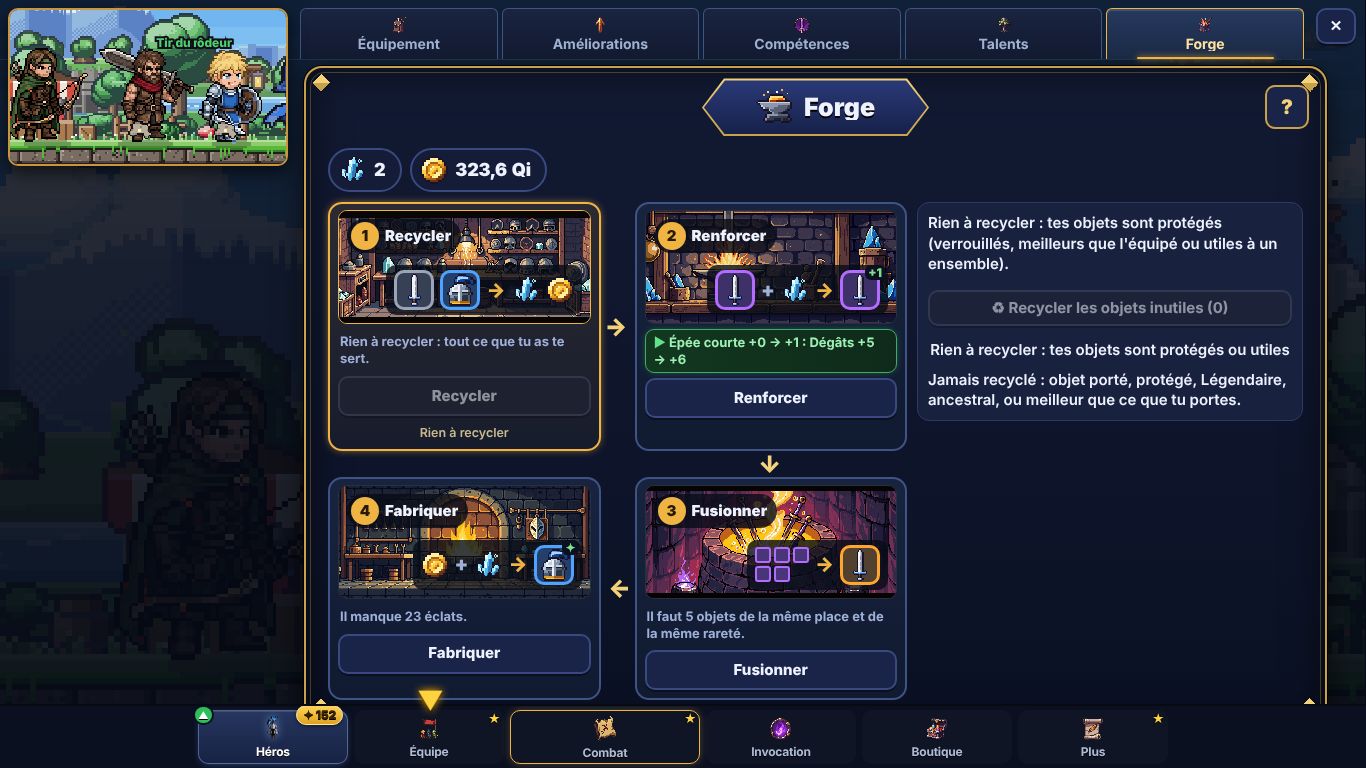 Tir du rôdeur
Équipement
Améliorations
Compétences
Talents
Forge
✕
Forge
?
2
323,6 Qi
1 Recycler
Rien à recycler : tout ce que tu as te
sert.
Recycler
Rien à recycler
2 Renforcer
+1
▶ Épée courte +0 → +1 : Dégâts +5
→ +6
Renforcer
Rien à recycler : tes objets sont protégés
(verrouillés, meilleurs que l'équipé ou utiles à un
ensemble).
♻ Recycler les objets inutiles (0)
Rien à recycler : tes objets sont protégés ou utiles
Jamais recyclé : objet porté, protégé, Légendaire,
ancestral, ou meilleur que ce que tu portes.
4 Fabriquer
Il manque 23 éclats.
Fabriquer
3 Fusionner
Il faut 5 objets de la même place et de
la même rareté.
Fusionner
✦ 152
Héros
Équipe
Combat
Invocation
Boutique
Plus